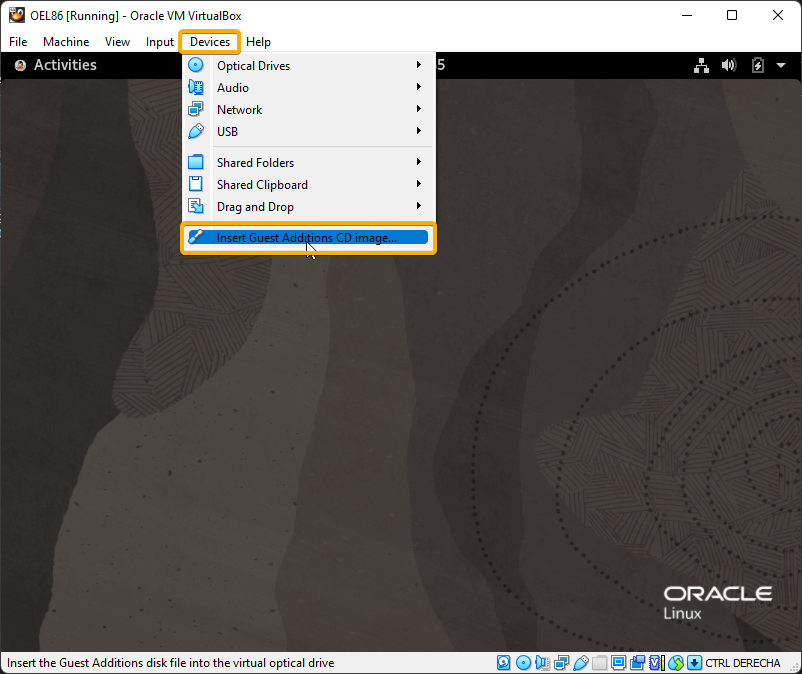 OEL86 [Running] - Oracle VM VirtualBox
File Machine View Input Devices Help
Activities
5
Optical Drives
Audio
Network
USB
Shared Folders
Shared Clipboard
Drag and Drop
Insert Guest Additions CD image...
ORACLE
Linux
Insert the Guest Additions disk file into the virtual optical drive
CTRL DERECHA